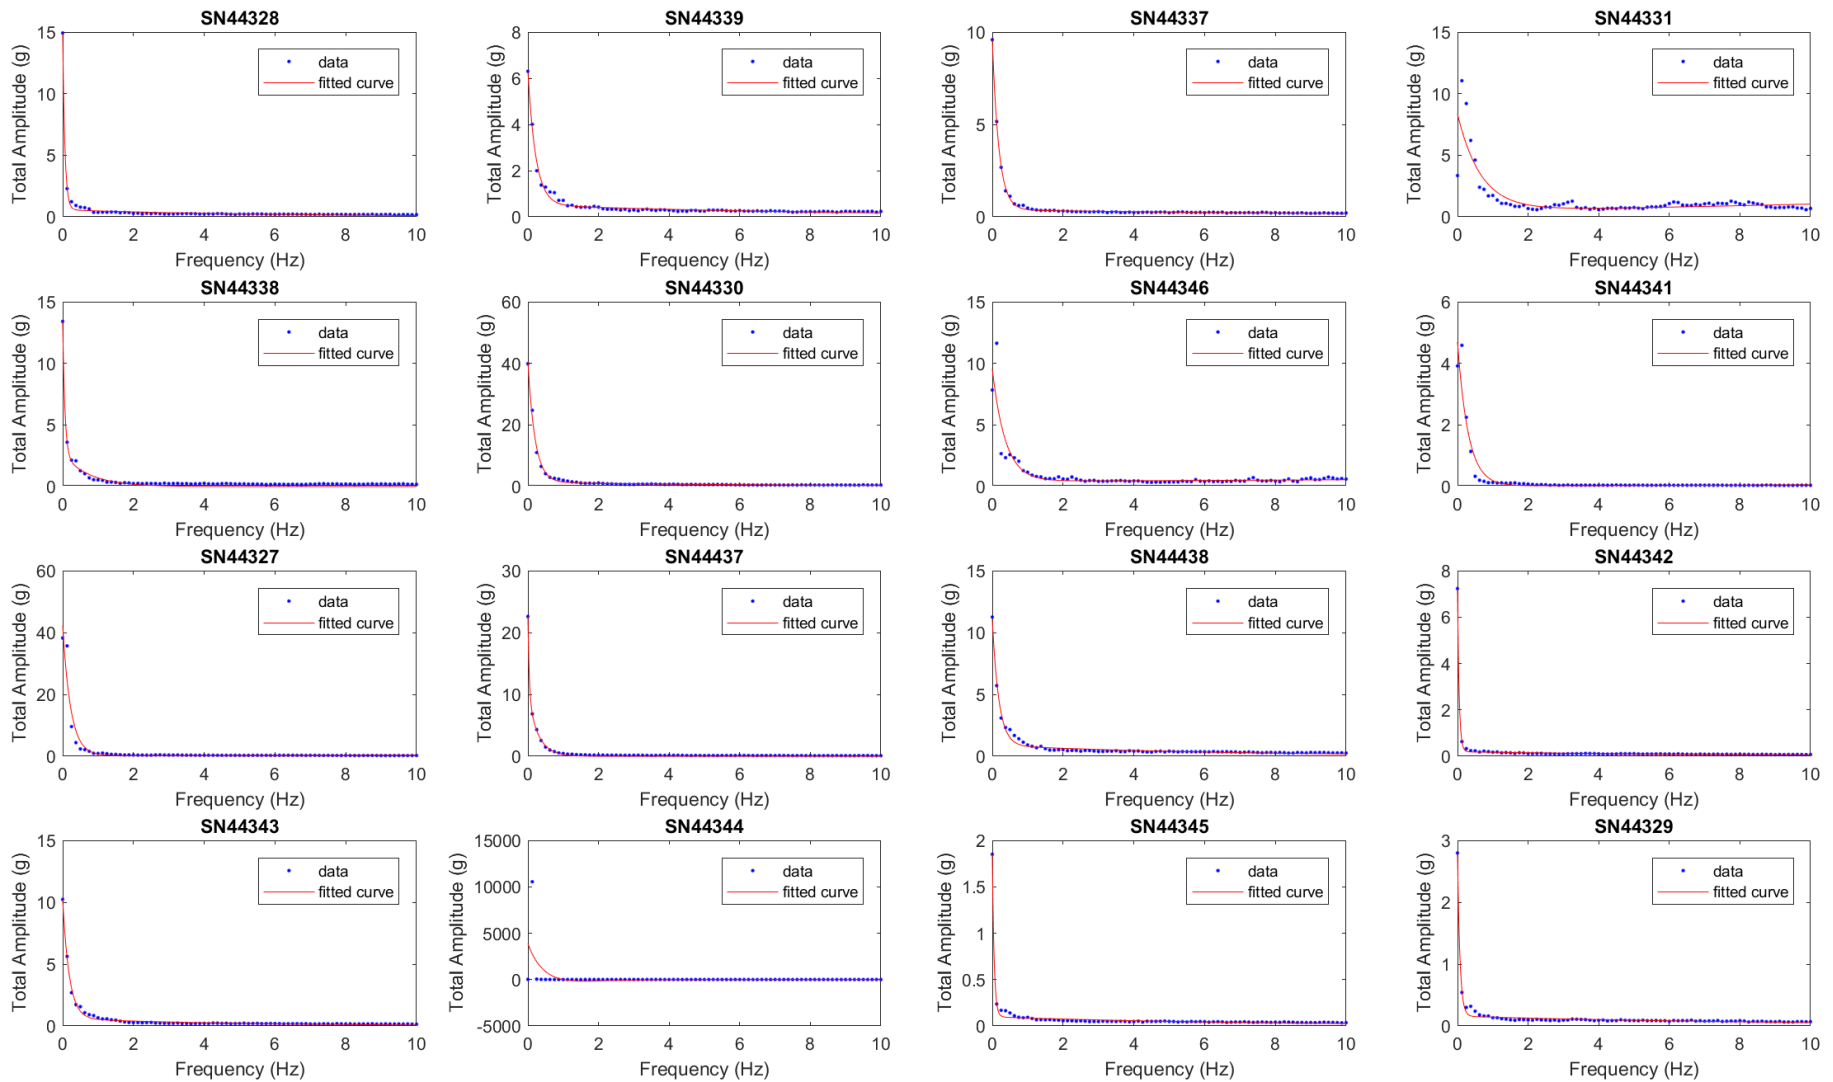 SN44328
Total Amplitude (g)
15
10
5
0
0 2 4 6 8 10
Frequency (Hz)
data
fitted curve
SN44339
Total Amplitude (g)
8
6
4
2
0
0 2 4 6 8 10
Frequency (Hz)
data
fitted curve
SN44337
Total Amplitude (g)
10
5
0
0 2 4 6 8 10
Frequency (Hz)
data
fitted curve
SN44331
Total Amplitude (g)
15
10
5
0
0 2 4 6 8 10
Frequency (Hz)
data
fitted curve
SN44338
Total Amplitude (g)
15
10
5
0
0 2 4 6 8 10
Frequency (Hz)
data
fitted curve
SN44330
Total Amplitude (g)
60
40
20
0
0 2 4 6 8 10
Frequency (Hz)
data
fitted curve
SN44346
Total Amplitude (g)
15
10
5
0
0 2 4 6 8 10
Frequency (Hz)
data
fitted curve
SN44341
Total Amplitude (g)
6
4
2
0
0 2 4 6 8 10
Frequency (Hz)
data
fitted curve
SN44327
Total Amplitude (g)
60
40
20
0
0 2 4 6 8 10
Frequency (Hz)
data
fitted curve
SN44437
Total Amplitude (g)
30
20
10
0
0 2 4 6 8 10
Frequency (Hz)
data
fitted curve
SN44438
Total Amplitude (g)
15
10
5
0
0 2 4 6 8 10
Frequency (Hz)
data
fitted curve
SN44342
Total Amplitude (g)
8
6
4
2
0
0 2 4 6 8 10
Frequency (Hz)
data
fitted curve
SN44343
Total Amplitude (g)
15
10
5
0
0 2 4 6 8 10
Frequency (Hz)
data
fitted curve
SN44344
Total Amplitude (g)
15000
10000
5000
0
-5000
0 2 4 6 8 10
Frequency (Hz)
data
fitted curve
SN44345
Total Amplitude (g)
2
1.5
1
0.5
0
0 2 4 6 8 10
Frequency (Hz)
data
fitted curve
SN44329
Total Amplitude (g)
3
2
1
0
0 2 4 6 8 10
Frequency (Hz)
data
fitted curve